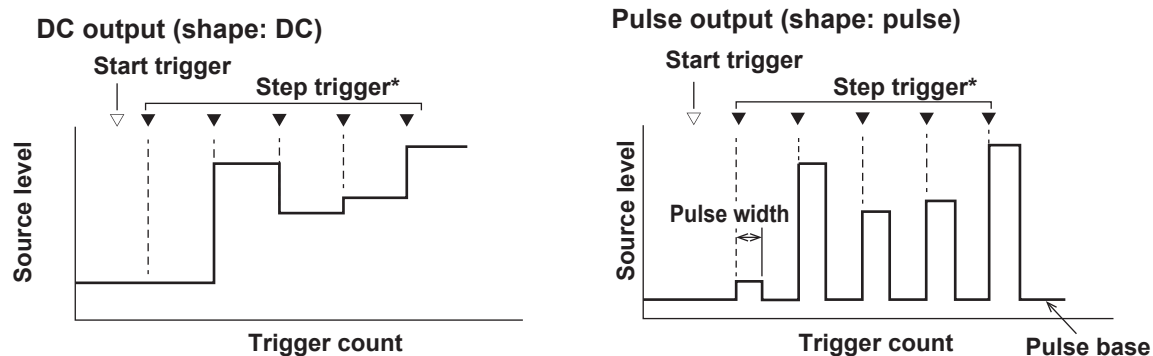 DC output (shape: DC)
Start trigger
Step trigger*
Source level
Trigger count
Pulse output (shape: pulse)
Start trigger
Step trigger*
Pulse width
Source level
Trigger count
Pulse base